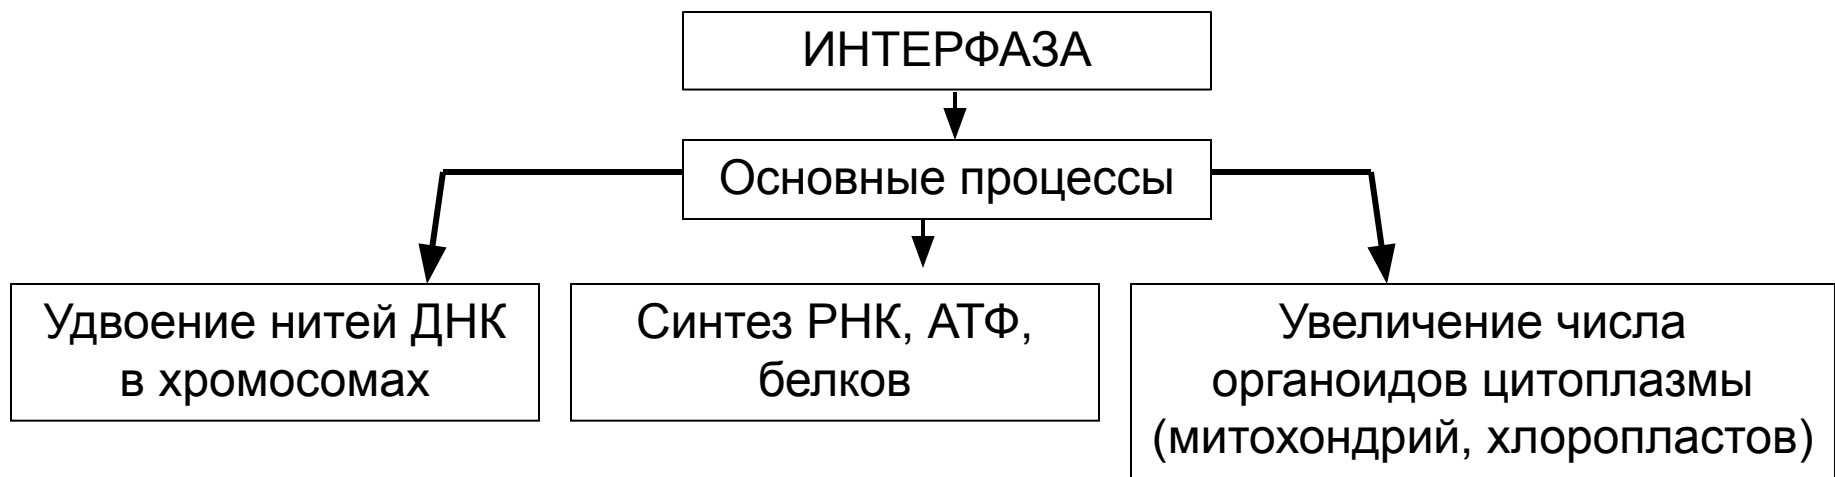 ИНТЕРФАЗА
Основные процессы
Удвоение нитей ДНК
в хромосомах
Синтез РНК, АТФ,
белков
Увеличение числа
органоидов цитоплазмы
(митохондрий, хлоропластов)